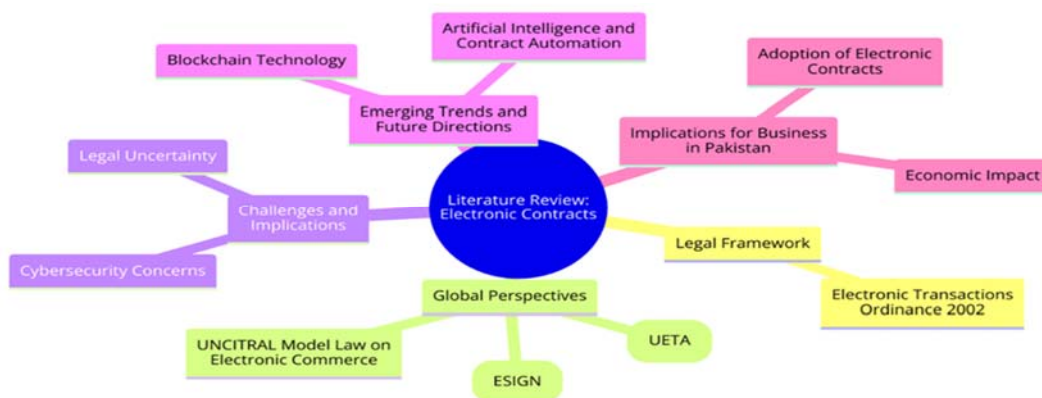 Artificial Intelligence and
Contract Automation
Blockchain Technology
Emerging Trends and
Future Directions
Adoption of Electronic
Contracts
Implications for Business
in Pakistan
Economic Impact
Legal Uncertainty
Challenges and
Implications
Cybersecurity Concerns
Literature Review:
Electronic Contracts
Legal Framework
Electronic Transactions
Ordinance 2002
Global Perspectives
UNCITRAL Model Law on
Electronic Commerce
ESIGN
UETA